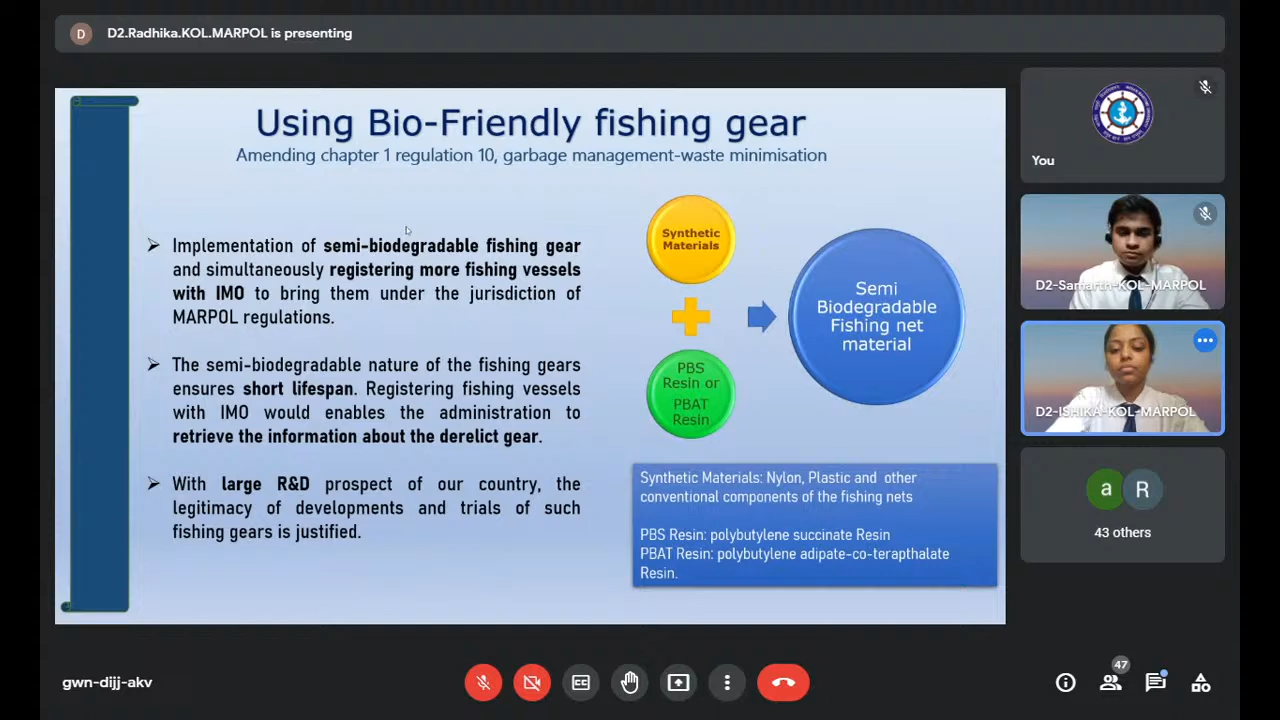 D
D2.Radhika.KOL.MARPOL is presenting
Using Bio-Friendly fishing gear
Amending chapter 1 regulation 10, garbage management-waste minimisation
Implementation of semi-biodegradable fishing gear
and simultaneously registering more fishing vessels
with IMO to bring them under the jurisdiction of
MARPOL regulations.
The semi-biodegradable nature of the fishing gears
ensures short lifespan. Registering fishing vessels
with IMO would enables the administration to
retrieve the information about the derelict gear.
With large R&D prospect of our country, the
legitimacy of developments and trials of such
fishing gears is justified.
Synthetic
Materials
PBS
Resin or
PBAT
Resin
Semi
Biodegradable
Fishing net
material
Synthetic Materials: Nylon, Plastic and other
conventional components of the fishing nets
PBS Resin: polybutylene succinate Resin
PBAT Resin: polybutylene adipate-co-terapthalate
Resin.
You
D2-Samarth-KOL-MARPOL
D2-ISHIKA-KOL-MARPOL
a R
43 others
gwn-dijj-akv
CC
47